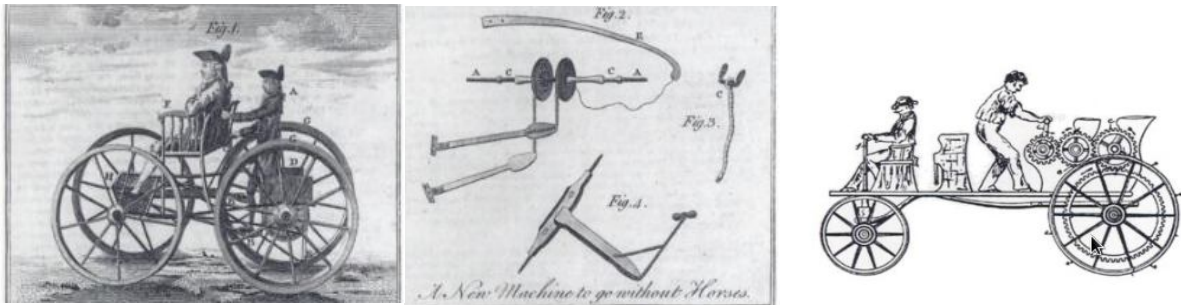 Fig. 1.
A
F
G
G
D
H
Fig. 2.
E
A C C A
C
Fig. 3.
Fig. 4.
A New Machine to go without Horses.